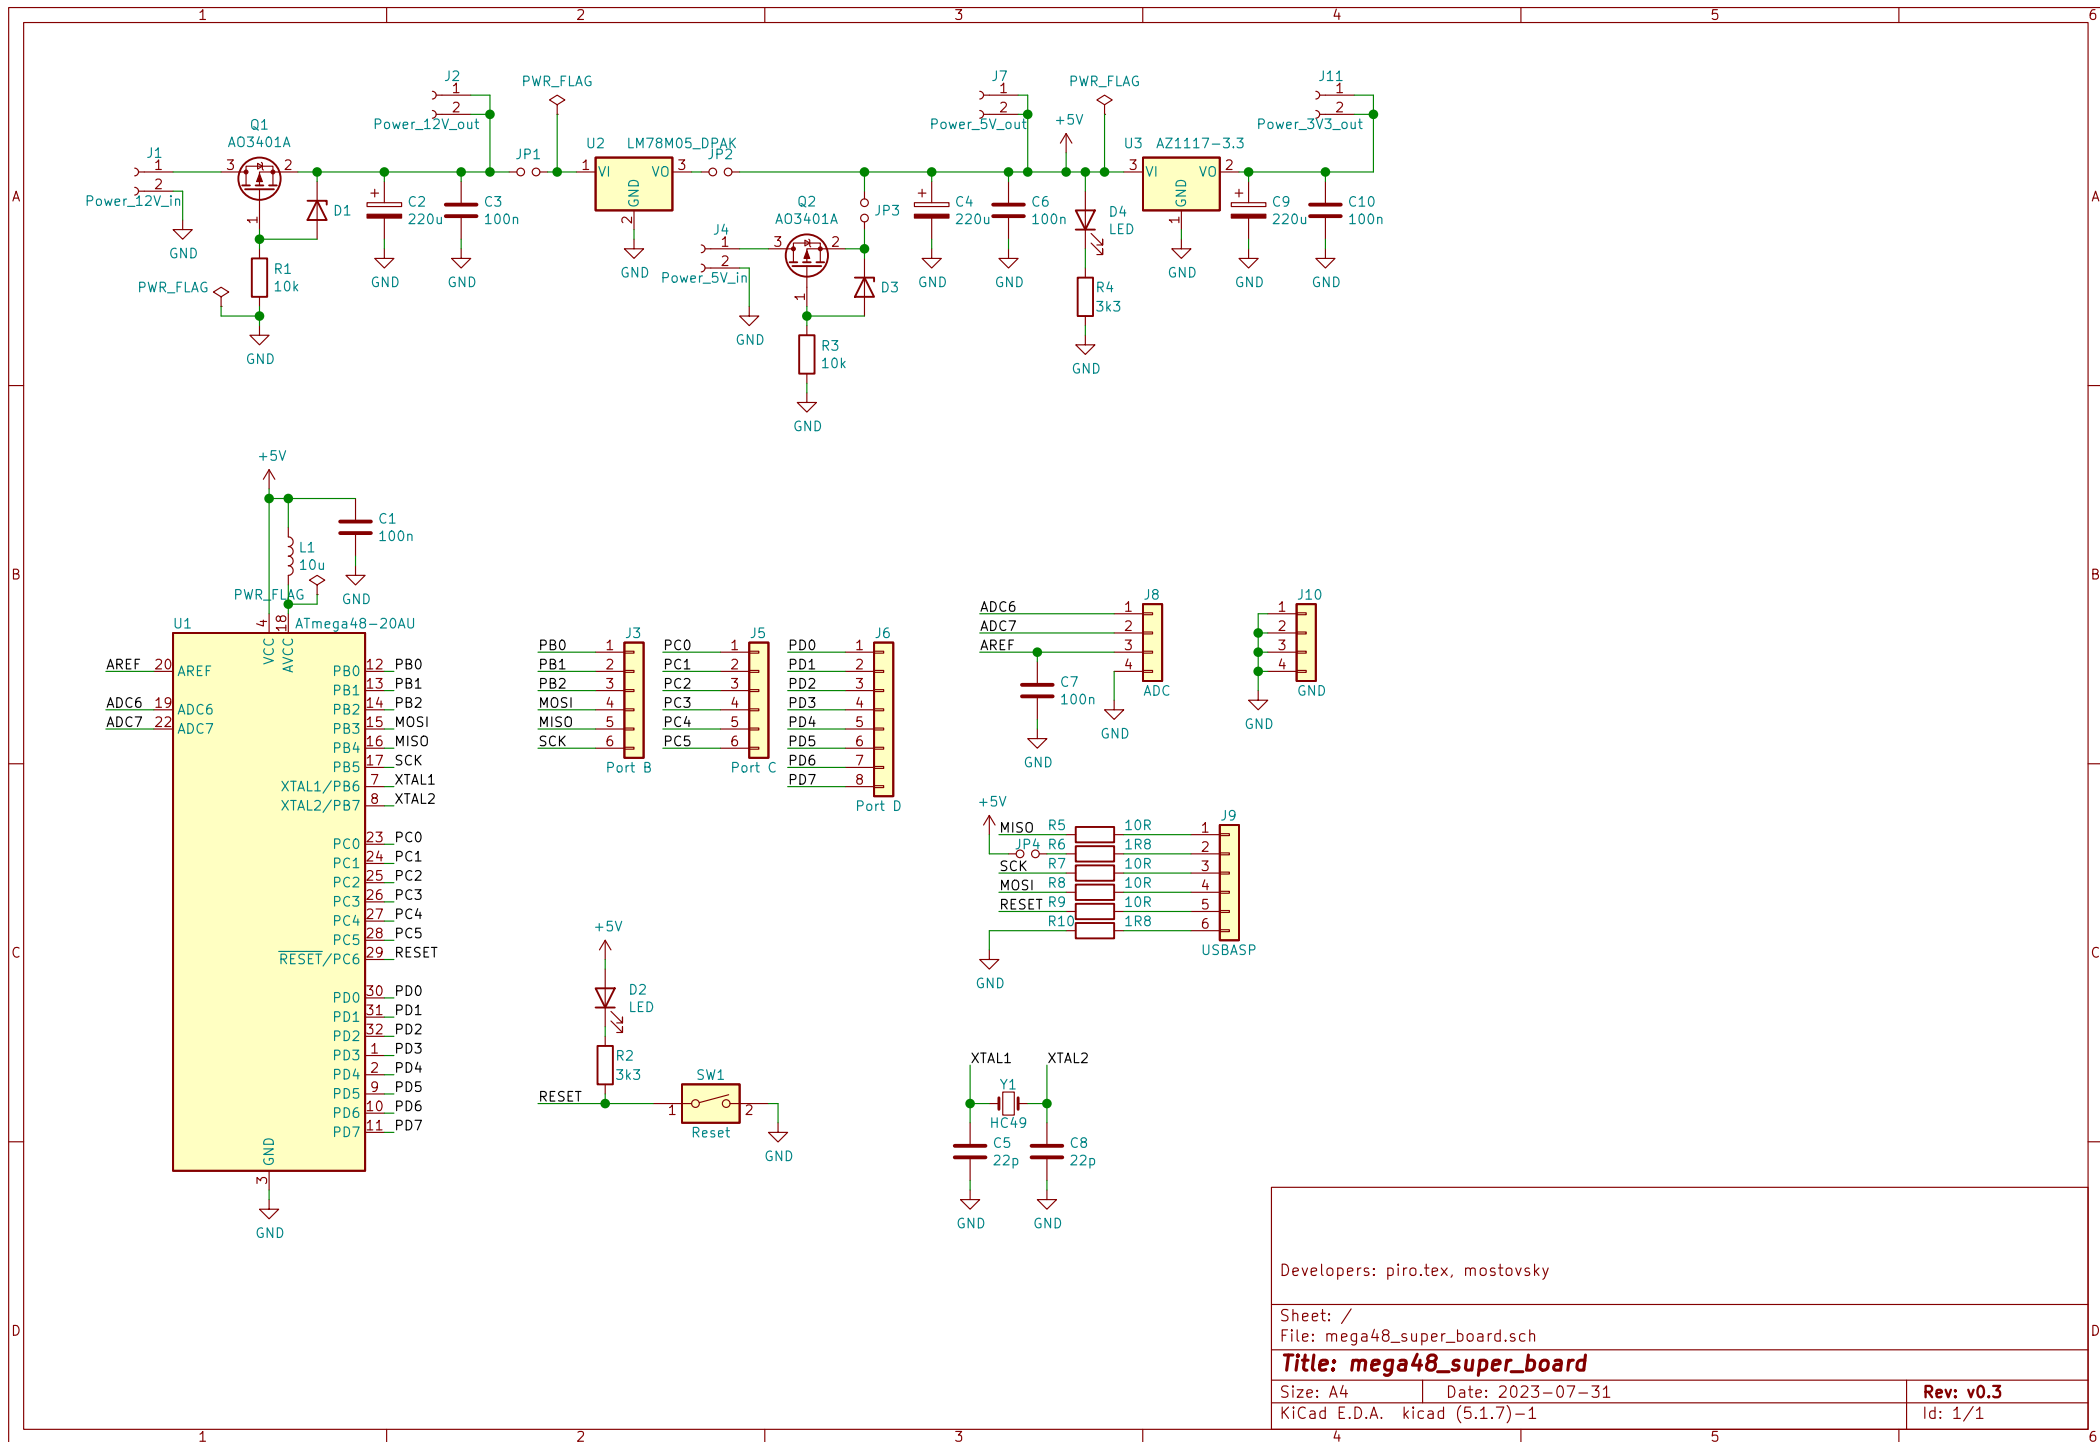 1 2 3 4 5 6
A
A
J1
1
2
Power_12V_in
GND
Q1
AO3401A
3 2
1
D1
R1
10k
PWR_FLAG
GND
C2
220u
GND
C3
100n
GND
J2
1
2
Power_12V_out
JP1
PWR_FLAG
U2 LM78M05_DPAK
1 VI VO 3
GND
2
GND
JP2
J4
1
2
Power_5V_in
GND
Q2
AO3401A
3 2
1
R3
10k
GND
JP3
D3
C4
220u
GND
C6
100n
GND
J7
1
2
Power_5V_out
+5V
PWR_FLAG
D4
LED
R4
3k3
GND
U3 AZ1117-3.3
3 VI VO 2
GND
1
GND
C9
220u
GND
C10
100n
GND
J11
1
2
Power_3V3_out
B
B
+5V
C1
100n
GND
L1
10u
PWR_FLAG
U1 ATmega48-20AU
4 18
VCC AVCC
AREF 20 AREF
ADC6 19 ADC6
ADC7 22 ADC7
PB0 12 PB0
PB1 13 PB1
PB2 14 PB2
PB3 15 MOSI
PB4 16 MISO
PB5 17 SCK
XTAL1/PB6 7 XTAL1
XTAL2/PB7 8 XTAL2
PC0 23 PC0
PC1 24 PC1
PC2 25 PC2
PC3 26 PC3
PC4 27 PC4
PC5 28 PC5
RESET/PC6 29 RESET
PD0 30 PD0
PD1 31 PD1
PD2 32 PD2
PD3 1 PD3
PD4 2 PD4
PD5 9 PD5
PD6 10 PD6
PD7 11 PD7
GND
3
GND
J3
PB0 1
PB1 2
PB2 3
MOSI 4
MISO 5
SCK 6
Port B
J5
PC0 1
PC1 2
PC2 3
PC3 4
PC4 5
PC5 6
Port C
J6
PD0 1
PD1 2
PD2 3
PD3 4
PD4 5
PD5 6
PD6 7
PD7 8
Port D
J8
ADC6 1
ADC7 2
AREF 3
4
ADC
C7
100n
GND
GND
J10
1
2
3
4
GND
GND
C
C
+5V
J9
MISO R5 10R 1
JP4 R6 1R8 2
SCK R7 10R 3
MOSI R8 10R 4
RESET R9 10R 5
R10 1R8 6
USBASP
GND
+5V
D2
LED
R2
3k3
RESET
SW1
1 2
Reset
GND
XTAL1 XTAL2
Y1
HC49
C5
22p
C8
22p
GND GND
D
D
Developers: piro.tex, mostovsky
Sheet: /
File: mega48_super_board.sch
Title: mega48_super_board
Size: A4 Date: 2023-07-31 Rev: v0.3
KiCad E.D.A. kicad (5.1.7)-1 Id: 1/1
1 2 3 4 5 6